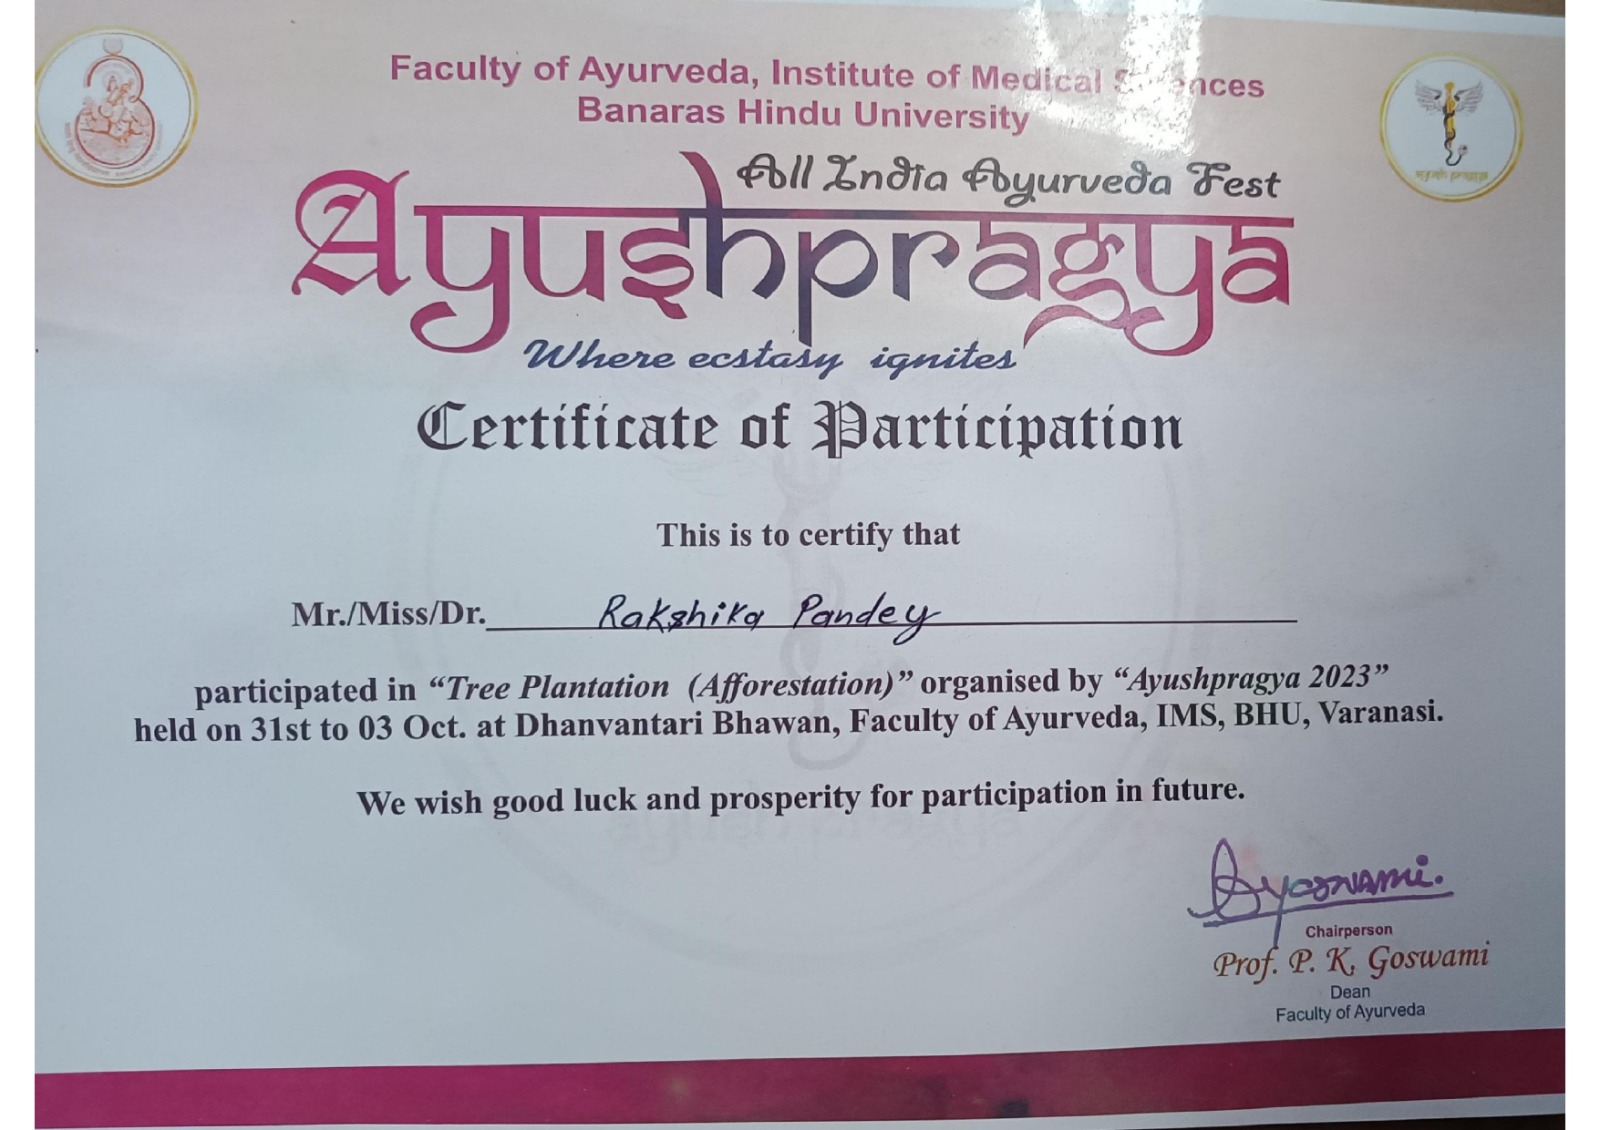 Faculty of Ayurveda, Institute of Medical Sciences
Banaras Hindu University
All India Ayurveda Fest
Ayushpragya
Where ecstasy ignites
Certificate of Participation
This is to certify that
Mr./Miss/Dr. Rakshika Pandey
participated in “Tree Plantation (Afforestation)” organised by “Ayushpragya 2023”
held on 31st to 03 Oct. at Dhanvantari Bhawan, Faculty of Ayurveda, IMS, BHU, Varanasi.
We wish good luck and prosperity for participation in future.
Chairperson
Prof. P. K. Goswami
Dean
Faculty of Ayurveda
ayush pragya